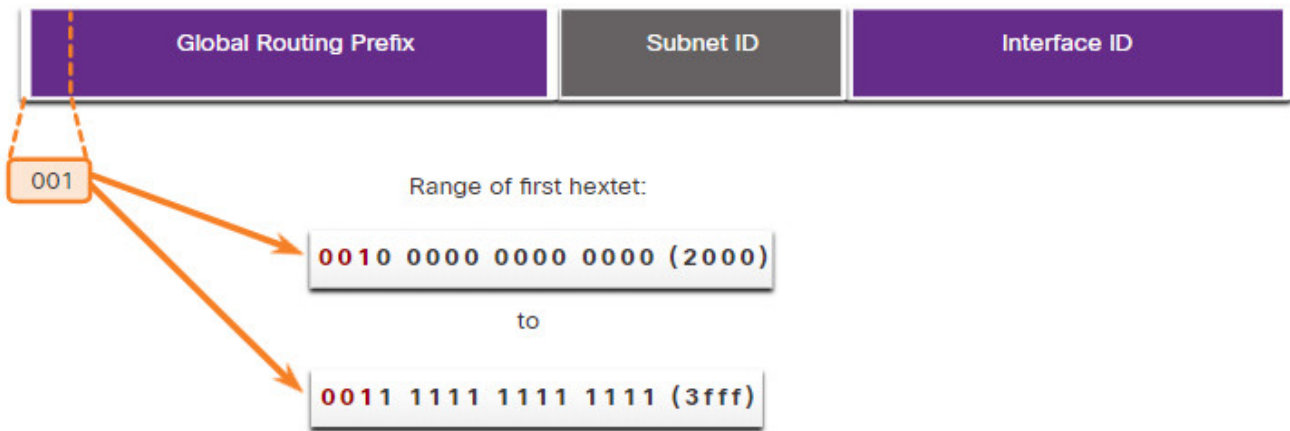 Global Routing Prefix Subnet ID Interface ID
001
Range of first hextet:
0010 0000 0000 0000 (2000)
to
0011 1111 1111 1111 (3fff)